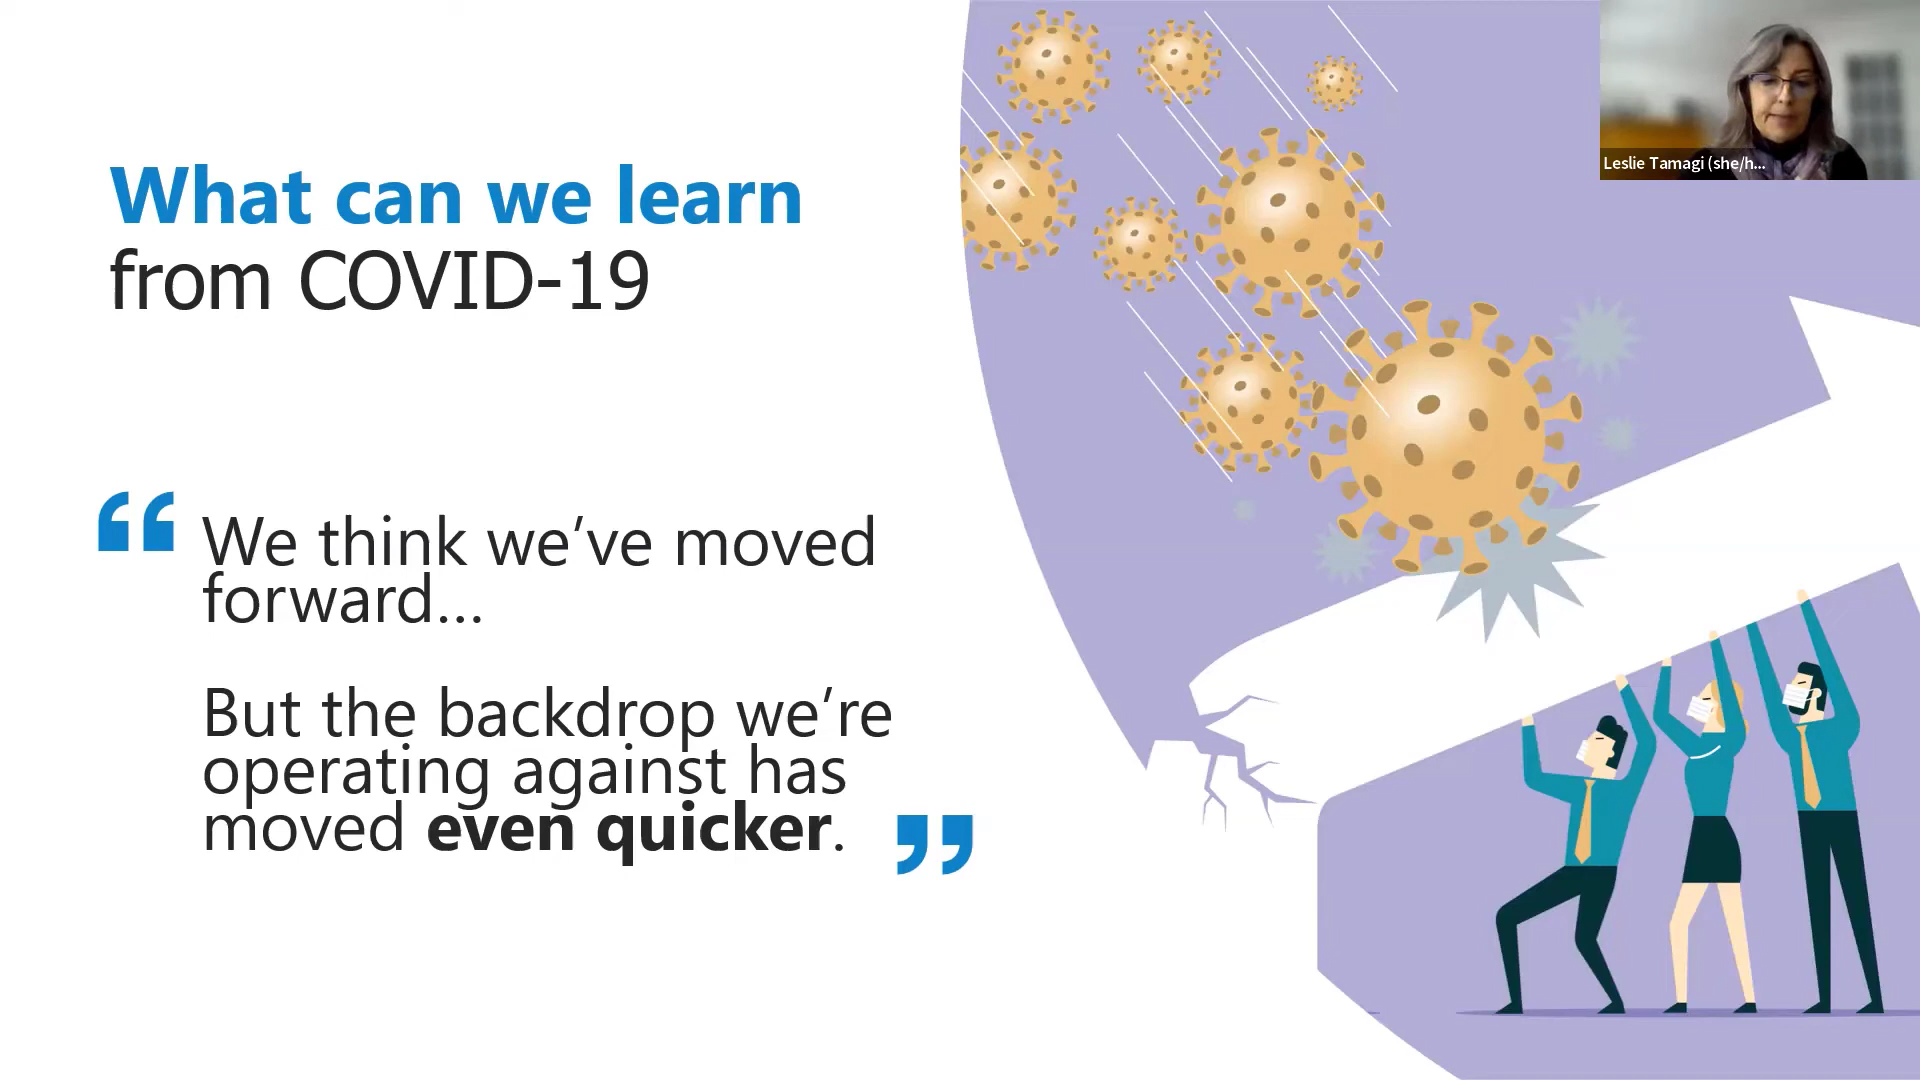 What can we learn
from COVID-19
“ We think we’ve moved
forward...
But the backdrop we’re
operating against has
moved even quicker. ”
Leslie Tamagi (she/h...